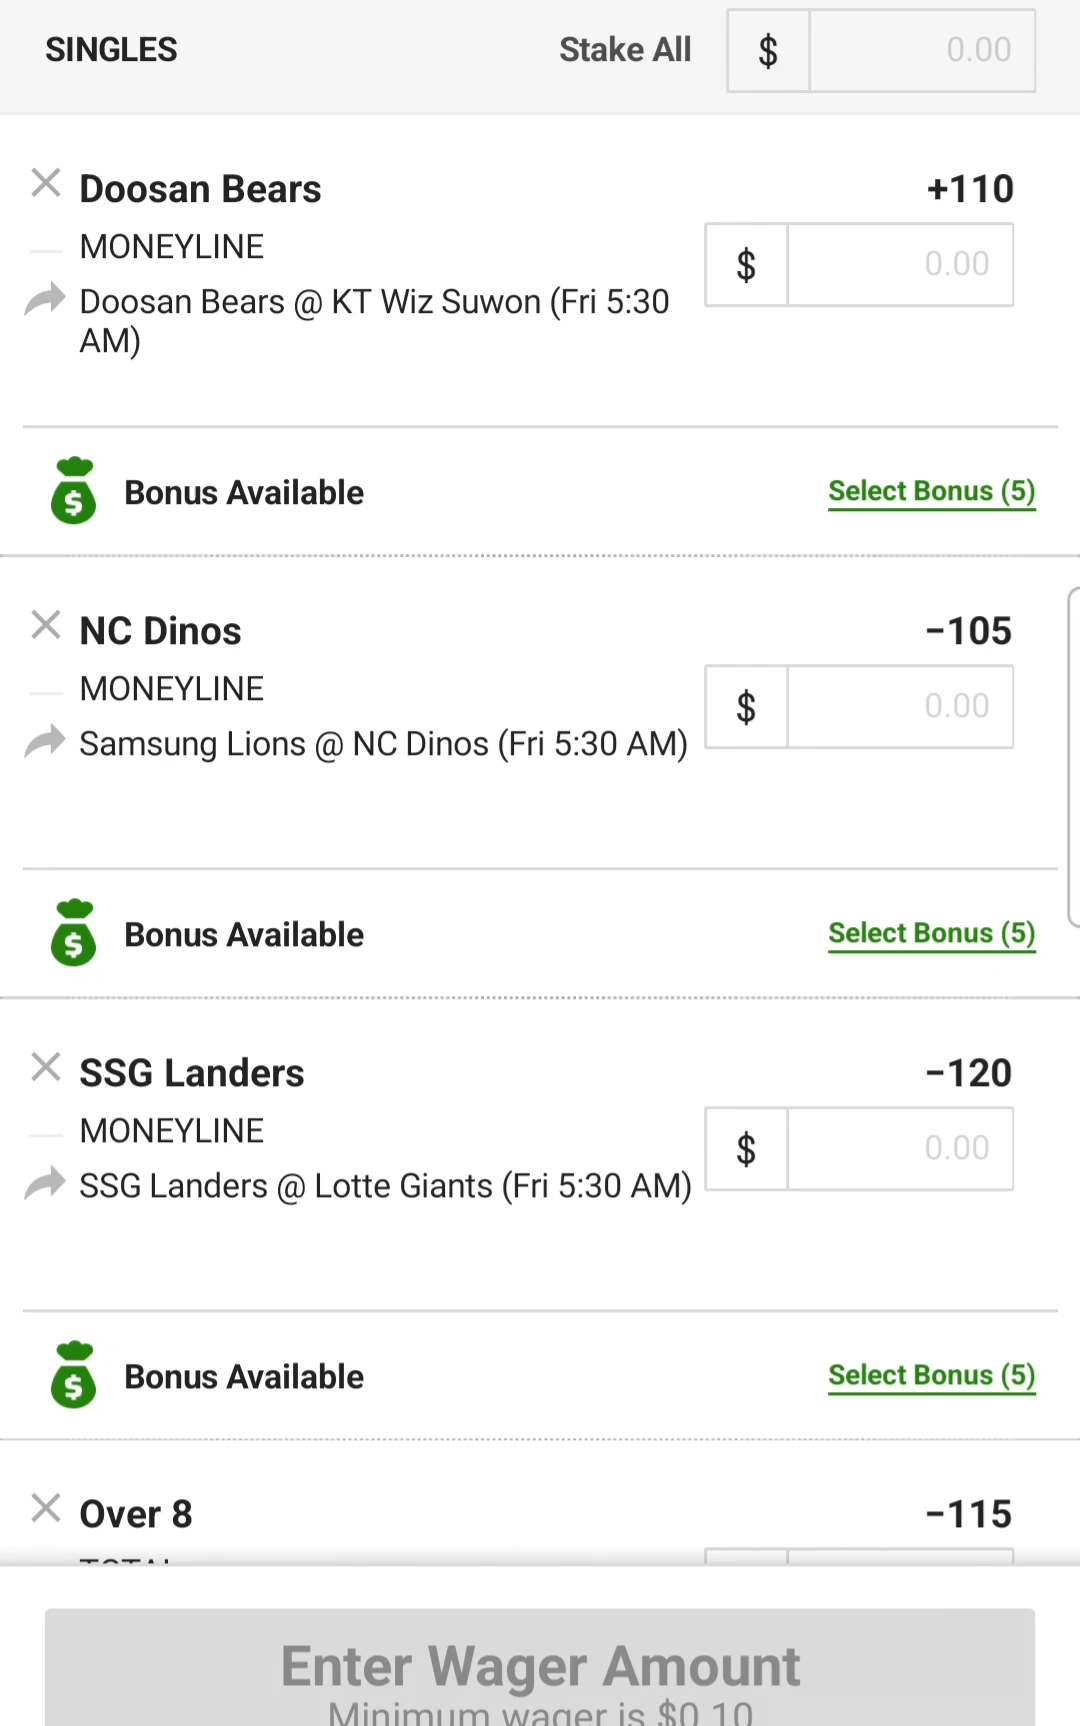 SINGLES Stake All $ 0.00
Doosan Bears +110
MONEYLINE
$ 0.00
Doosan Bears @ KT Wiz Suwon (Fri 5:30
AM)
$ Bonus Available Select Bonus (5)
NC Dinos −105
MONEYLINE
$ 0.00
Samsung Lions @ NC Dinos (Fri 5:30 AM)
$ Bonus Available Select Bonus (5)
SSG Landers −120
MONEYLINE
$ 0.00
SSG Landers @ Lotte Giants (Fri 5:30 AM)
$ Bonus Available Select Bonus (5)
Over 8 −115
TOTAL
Enter Wager Amount
Minimum wager is $0.10